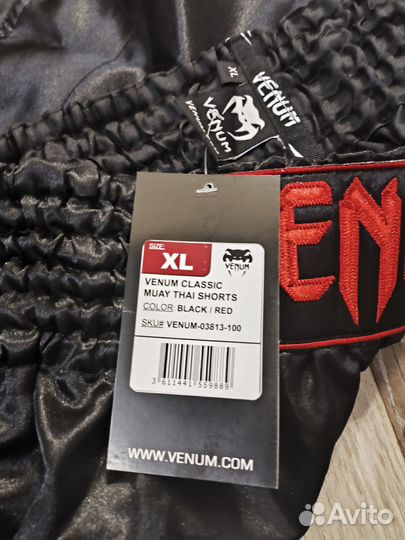 XL
VENUM
VENUM
VENUM
VEN
SIZE:
XL
VENUM
VENUM CLASSIC
MUAY THAI SHORTS
COLOR: BLACK / RED
SKU# VENUM-03813-100
3 611441 559889
WWW.VENUM.COM
Avito